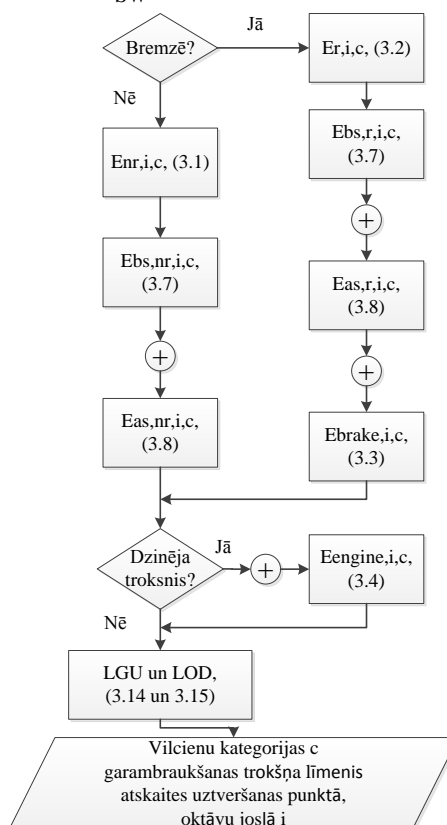 SW
Bremzē?
Jā
Er,i,c, (3.2)
Nē
Enr,i,c, (3.1)
Ebs,r,i,c,
(3.7)
+
Ebs,nr,i,c,
(3.7)
Eas,r,i,c,
(3.8)
+
+
Eas,nr,i,c,
(3.8)
Ebrake,i,c,
(3.3)
Dzinēja
troksnis?
Jā
+
Eengine,i,c,
(3.4)
Nē
LGU un LOD,
(3.14 un 3.15)
Vilcienu kategorijas c
garambraukšanas trokšņa līmenis
atskaites uztveršanas punktā,
oktāvu joslā i